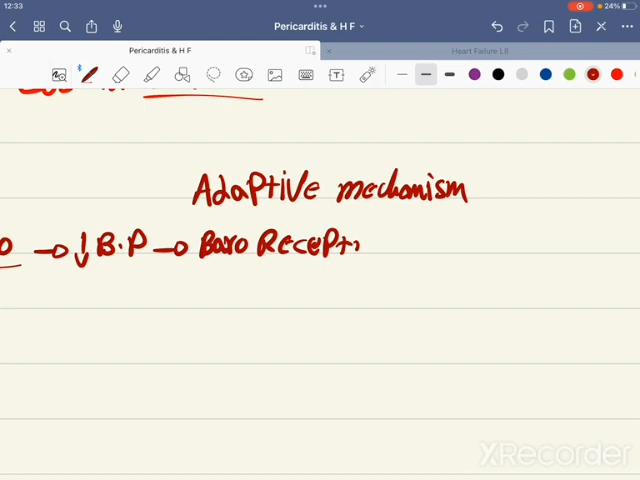 12:33
24%
Pericarditis & H F
Pericarditis & H F
Heart Failure L8
Adaptive mechanism
→ ↓ B.P → Baro Recept
XRecorder